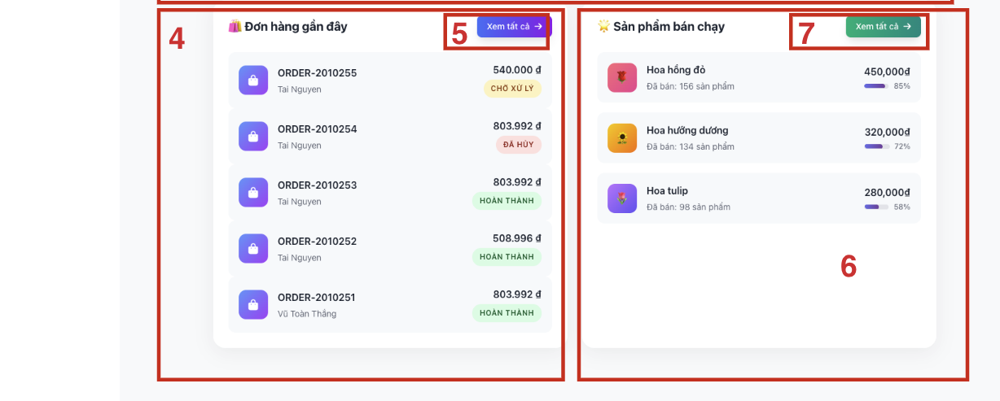 4
Đơn hàng gần đây
5
Xem tất cả →
ORDER-2010255
540.000 ₫
Tai Nguyen
CHỜ XỬ LÝ
ORDER-2010254
803.992 ₫
Tai Nguyen
ĐÃ HỦY
ORDER-2010253
803.992 ₫
Tai Nguyen
HOÀN THÀNH
ORDER-2010252
508.996 ₫
Tai Nguyen
HOÀN THÀNH
ORDER-2010251
803.992 ₫
Vũ Toàn Thắng
HOÀN THÀNH
Sản phẩm bán chạy
7
Xem tất cả →
Hoa hồng đỏ
450,000₫
Đã bán: 156 sản phẩm
85%
Hoa hướng dương
320,000₫
Đã bán: 134 sản phẩm
72%
Hoa tulip
280,000₫
Đã bán: 98 sản phẩm
58%
6